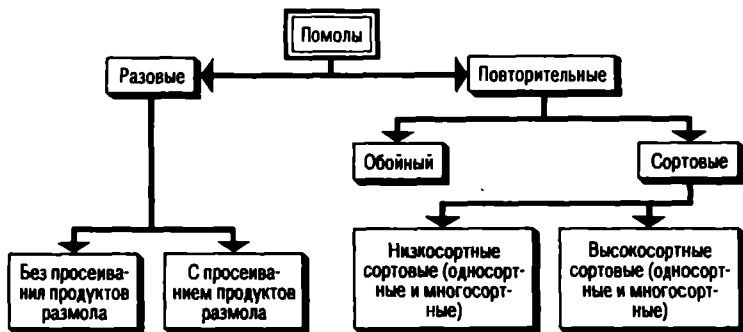 Помолы
Разовые
Повторительные
Обойный
Сортовые
Без просеива-
ния продуктов
размола
С просеива-
нием продуктов
размола
Низкосортные
сортовые (односорт-
ные и многосорт-
ные)
Высокосортные
сортовые (односорт-
ные и многосорт-
ные)